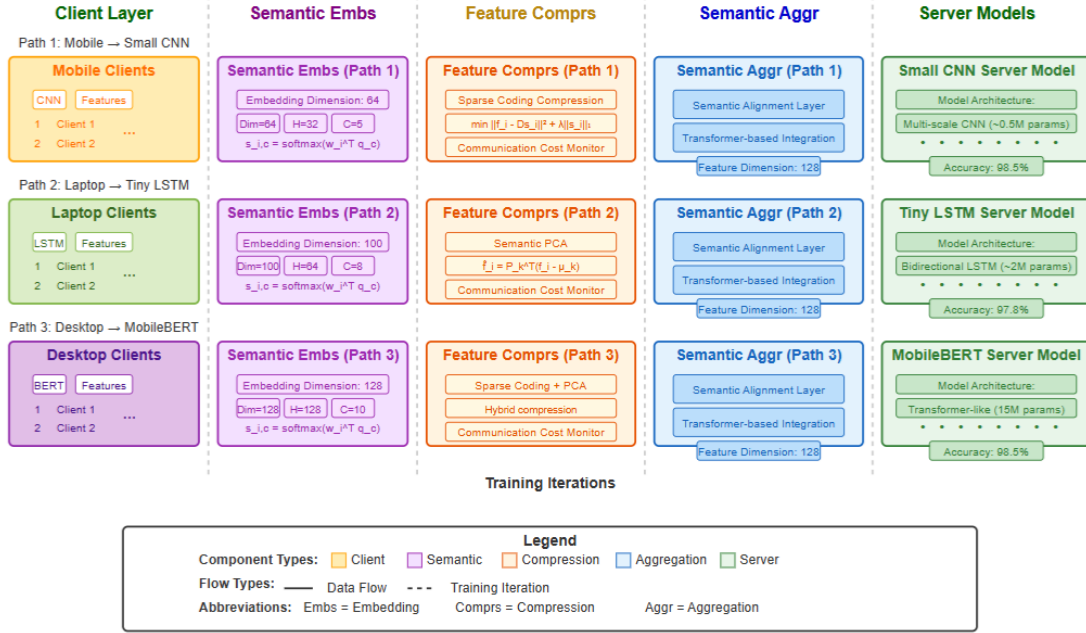 Client Layer
Semantic Embs
Feature Comprs
Semantic Aggr
Server Models
Path 1: Mobile → Small CNN
Mobile Clients
CNN Features
1 Client 1
...
2 Client 2
Semantic Embs (Path 1)
Embedding Dimension: 64
Dim=64 H=32 C=5
s_i,c = softmax(w_i^T q_c)
Feature Comprs (Path 1)
Sparse Coding Compression
min ||f_i - Ds_i||² + λ||s_i||₁
Communication Cost Monitor
Semantic Aggr (Path 1)
Semantic Alignment Layer
Transformer-based Integration
Feature Dimension: 128
Small CNN Server Model
Model Architecture:
Multi-scale CNN (~0.5M params)
Accuracy: 98.5%
Path 2: Laptop → Tiny LSTM
Laptop Clients
LSTM Features
1 Client 1
...
2 Client 2
Semantic Embs (Path 2)
Embedding Dimension: 100
Dim=100 H=64 C=8
s_i,c = softmax(w_i^T q_c)
Feature Comprs (Path 2)
Semantic PCA
f̂_i = P_k^T(f_i - μ_k)
Communication Cost Monitor
Semantic Aggr (Path 2)
Semantic Alignment Layer
Transformer-based Integration
Feature Dimension: 128
Tiny LSTM Server Model
Model Architecture:
Bidirectional LSTM (~2M params)
Accuracy: 97.8%
Path 3: Desktop → MobileBERT
Desktop Clients
BERT Features
1 Client 1
...
2 Client 2
Semantic Embs (Path 3)
Embedding Dimension: 128
Dim=128 H=128 C=10
s_i,c = softmax(w_i^T q_c)
Feature Comprs (Path 3)
Sparse Coding + PCA
Hybrid compression
Communication Cost Monitor
Semantic Aggr (Path 3)
Semantic Alignment Layer
Transformer-based Integration
Feature Dimension: 128
MobileBERT Server Model
Model Architecture:
Transformer-like (15M params)
Accuracy: 98.5%
Training Iterations
Legend
Component Types: Client Semantic Compression Aggregation Server
Flow Types: Data Flow Training Iteration
Abbreviations: Embs = Embedding Comprs = Compression Aggr = Aggregation